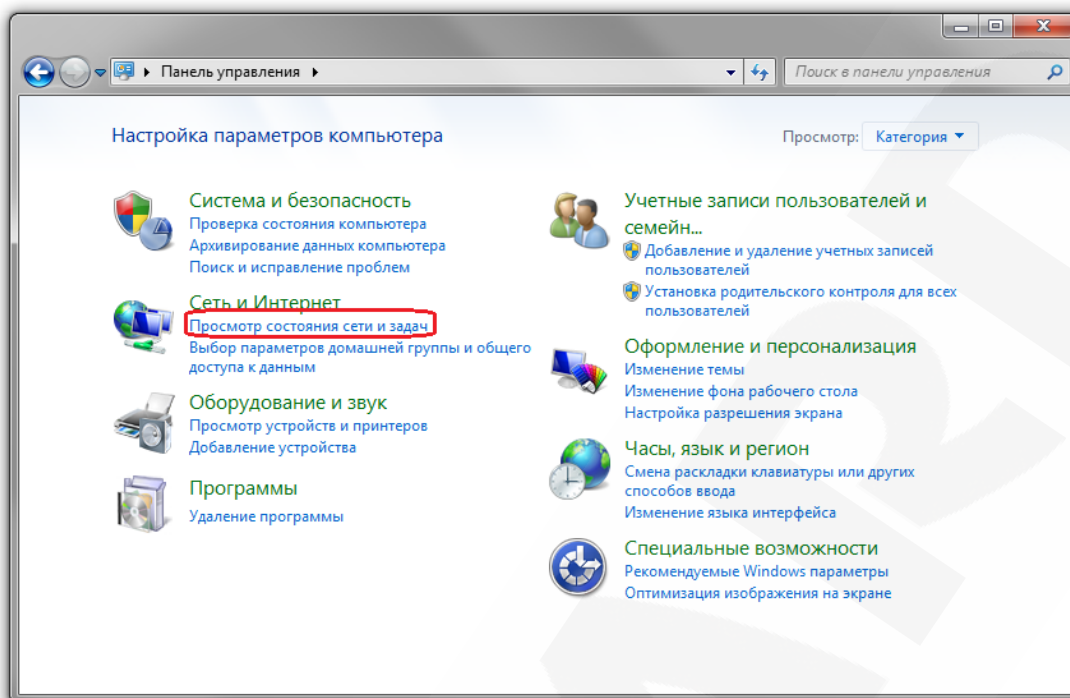 Панель управления
Поиск в панели управления
Настройка параметров компьютера
Просмотр: Категория
Система и безопасность
Проверка состояния компьютера
Архивирование данных компьютера
Поиск и исправление проблем
Сеть и Интернет
Просмотр состояния сети и задач
Выбор параметров домашней группы и общего
доступа к данным
Оборудование и звук
Просмотр устройств и принтеров
Добавление устройства
Программы
Удаление программы
Учетные записи пользователей и
семейн...
Добавление и удаление учетных записей
пользователей
Установка родительского контроля для всех
пользователей
Оформление и персонализация
Изменение темы
Изменение фона рабочего стола
Настройка разрешения экрана
Часы, язык и регион
Смена раскладки клавиатуры или других
способов ввода
Изменение языка интерфейса
Специальные возможности
Рекомендуемые Windows параметры
Оптимизация изображения на экране